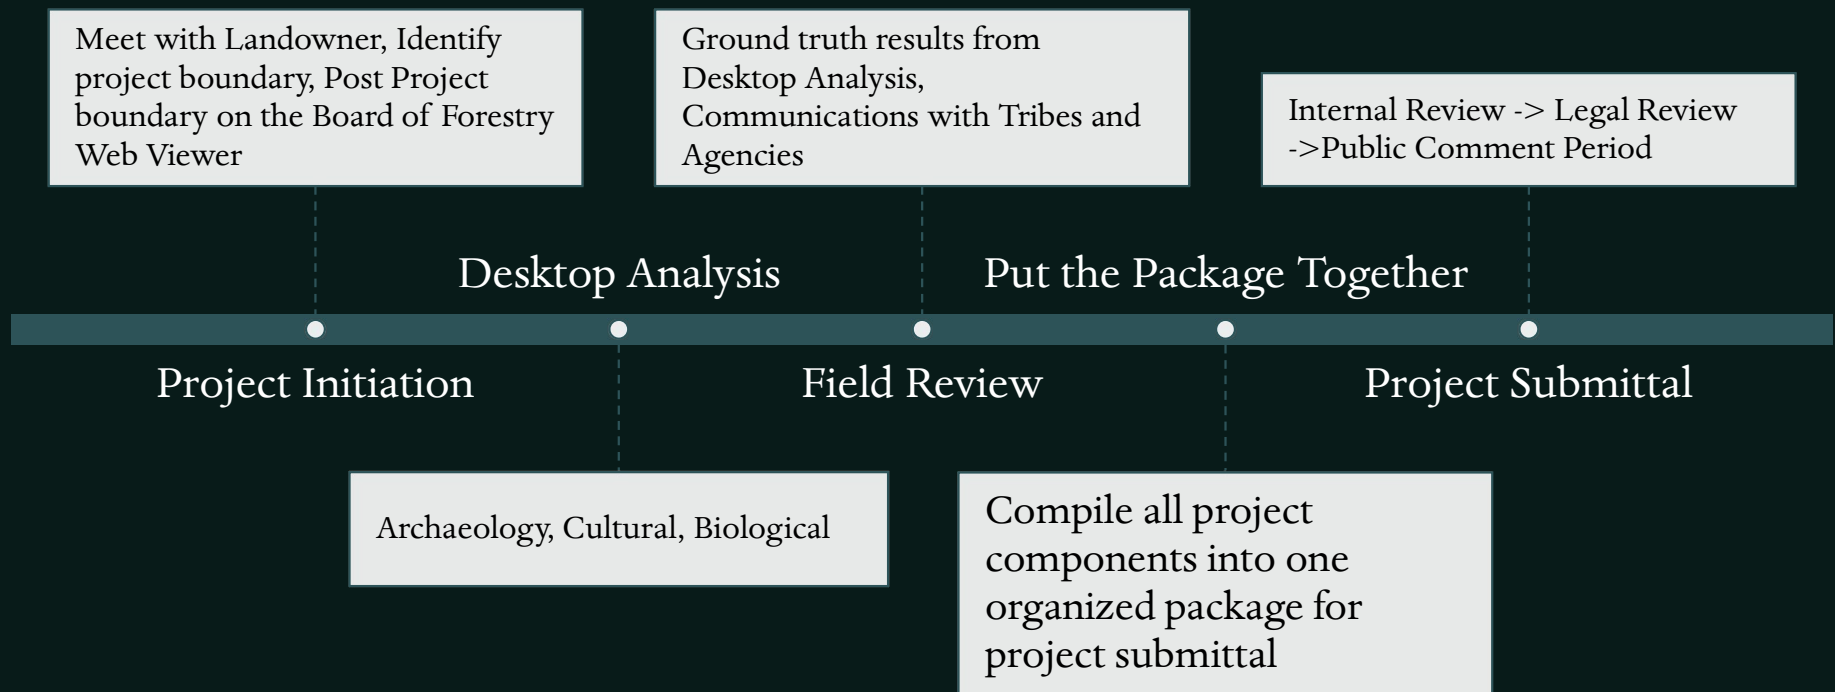 Meet with Landowner, Identify
project boundary, Post Project
boundary on the Board of Forestry
Web Viewer
Ground truth results from
Desktop Analysis,
Communications with Tribes and
Agencies
Internal Review -> Legal Review
->Public Comment Period
Desktop Analysis
Put the Package Together
Project Initiation
Field Review
Project Submittal
Archaeology, Cultural, Biological
Compile all project
components into one
organized package for
project submittal